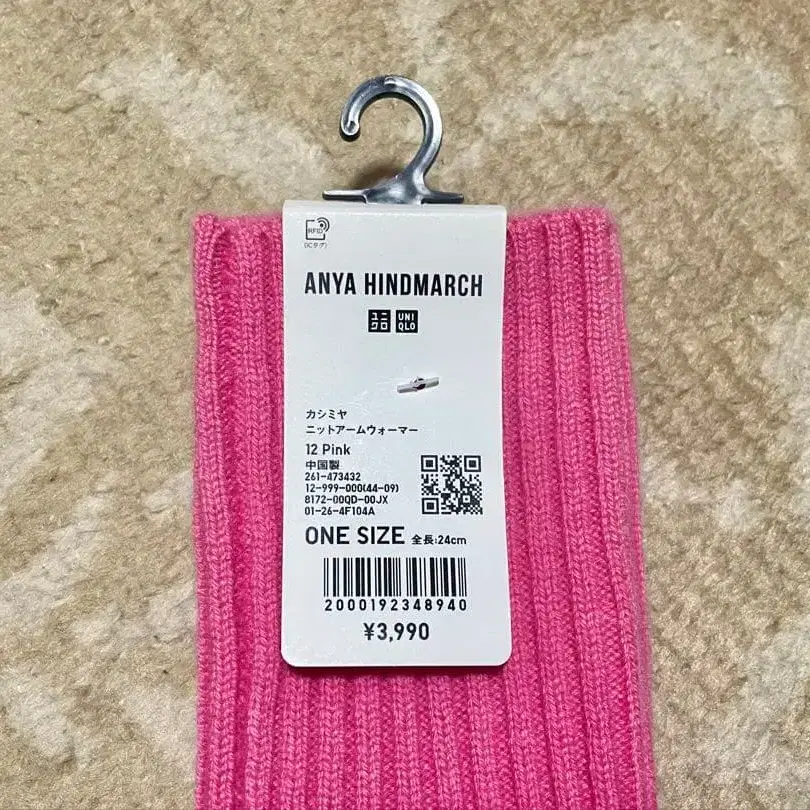 RFID
(ICタグ)
ANYA HINDMARCH
ユニ
クロ
UNI
QLO
カシミヤ
ニットアームウォーマー
12 Pink
中国製
261-473432
12-999-000(44-09)
8172-00QD-00JX
01-26-4F104A
ONE SIZE 全長:24cm
2000192348940
¥3,990